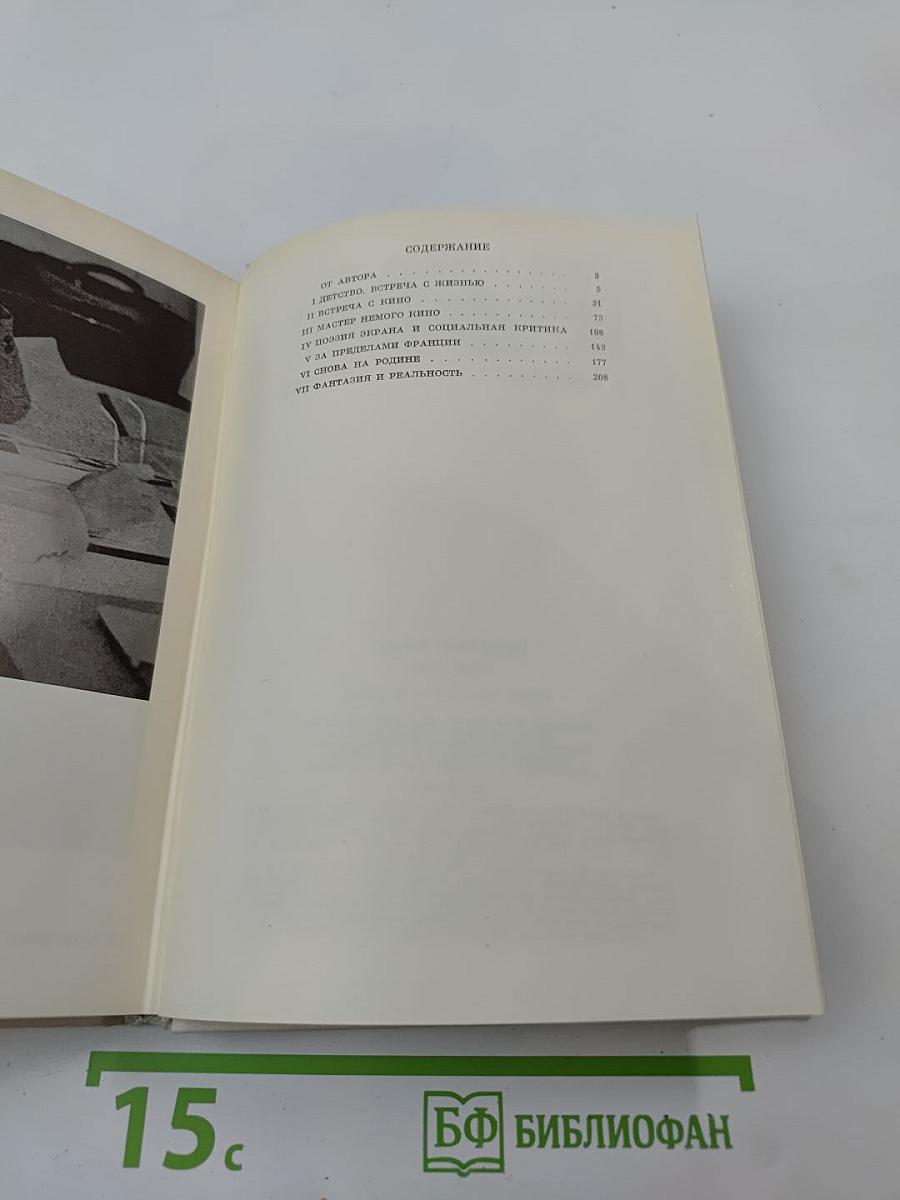 СОДЕРЖАНИЕ
ОТ АВТОРА . . . . . . . . . . . . . . . 3
I ДЕТСТВО. ВСТРЕЧА С ЖИЗНЬЮ . . . . . . . 5
II ВСТРЕЧА С КИНО . . . . . . . . . . . . 31
III МАСТЕР НЕМОГО КИНО . . . . . . . . . . 73
IV ПОЭЗИЯ ЭКРАНА И СОЦИАЛЬНАЯ КРИТИКА 108
V ЗА ПРЕДЕЛАМИ ФРАНЦИИ . . . . . . . . . 143
VI СНОВА НА РОДИНЕ . . . . . . . . . . . . 177
VII ФАНТАЗИЯ И РЕАЛЬНОСТЬ . . . . . . . . . 208
15 с
БФ БИБЛИОФАН